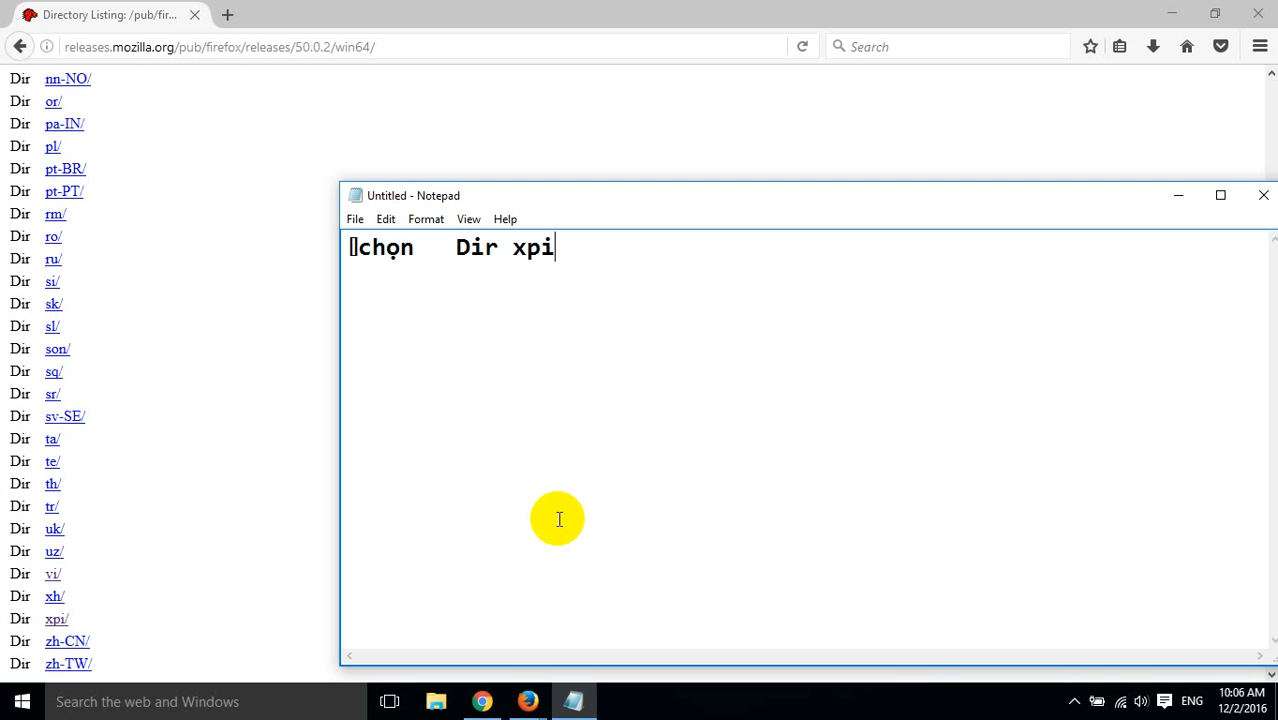 Directory Listing: /pub/fir...
releases.mozilla.org/pub/firefox/releases/50.0.2/win64/
Search
Dir nn-NO/
Dir or/
Dir pa-IN/
Dir pl/
Dir pt-BR/
Dir pt-PT/
Dir rm/
Dir ro/
Dir ru/
Dir si/
Dir sk/
Dir sl/
Dir son/
Dir sq/
Dir sr/
Dir sv-SE/
Dir ta/
Dir te/
Dir th/
Dir tr/
Dir uk/
Dir uz/
Dir vi/
Dir xh/
Dir xpi/
Dir zh-CN/
Dir zh-TW/
Untitled - Notepad
File Edit Format View Help
chọn Dir xpi
Search the web and Windows
ENG
10:06 AM
12/2/2016